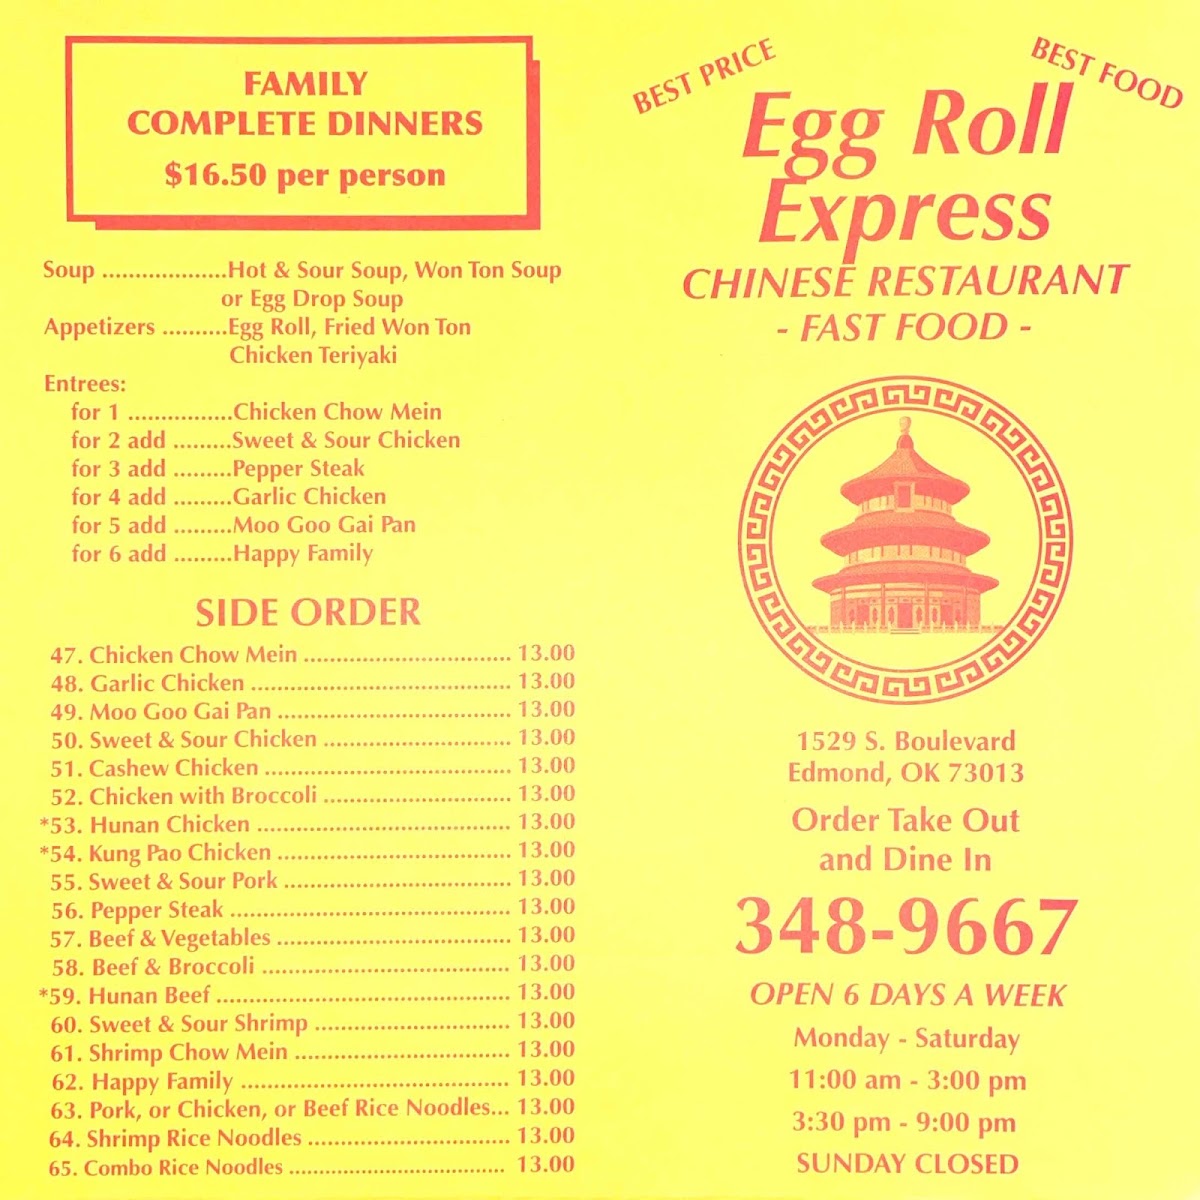 FAMILY
COMPLETE DINNERS
$16.50 per person
Soup ...................Hot & Sour Soup, Won Ton Soup
or Egg Drop Soup
Appetizers ..........Egg Roll, Fried Won Ton
Chicken Teriyaki
Entrees:
for 1 ................Chicken Chow Mein
for 2 add .........Sweet & Sour Chicken
for 3 add .........Pepper Steak
for 4 add .........Garlic Chicken
for 5 add .........Moo Goo Gai Pan
for 6 add .........Happy Family
SIDE ORDER
47. Chicken Chow Mein ................................ 13.00
48. Garlic Chicken ........................................ 13.00
49. Moo Goo Gai Pan .................................... 13.00
50. Sweet & Sour Chicken ............................. 13.00
51. Cashew Chicken ...................................... 13.00
52. Chicken with Broccoli ............................. 13.00
*53. Hunan Chicken ....................................... 13.00
*54. Kung Pao Chicken .................................... 13.00
55. Sweet & Sour Pork ................................... 13.00
56. Pepper Steak ........................................... 13.00
57. Beef & Vegetables .................................... 13.00
58. Beef & Broccoli ...................................... 13.00
*59. Hunan Beef ............................................. 13.00
60. Sweet & Sour Shrimp .............................. 13.00
61. Shrimp Chow Mein ................................. 13.00
62. Happy Family ......................................... 13.00
63. Pork, or Chicken, or Beef Rice Noodles... 13.00
64. Shrimp Rice Noodles ............................... 13.00
65. Combo Rice Noodles ................................. 13.00
BEST PRICE
BEST FOOD
Egg Roll
Express
CHINESE RESTAURANT
- FAST FOOD -
1529 S. Boulevard
Edmond, OK 73013
Order Take Out
and Dine In
348-9667
OPEN 6 DAYS A WEEK
Monday - Saturday
11:00 am - 3:00 pm
3:30 pm - 9:00 pm
SUNDAY CLOSED